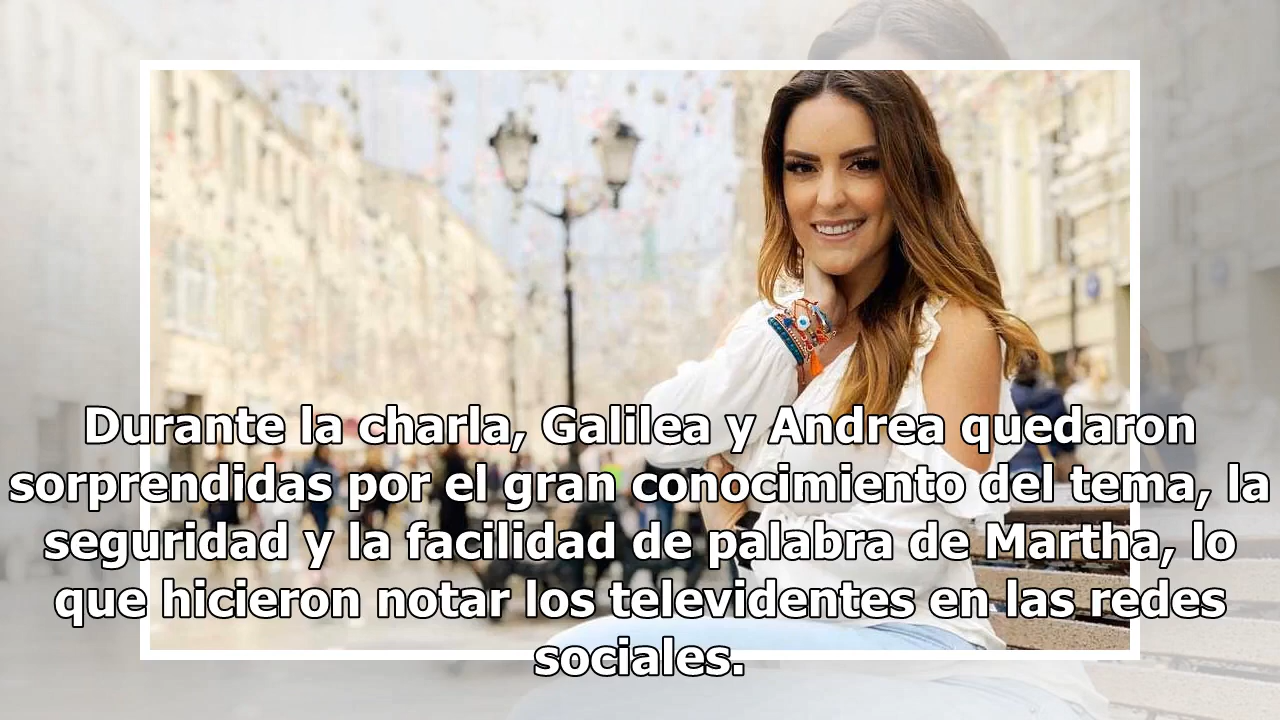 Durante la charla, Galilea y Andrea quedaron
sorprendidas por el gran conocimiento del tema, la
seguridad y la facilidad de palabra de Martha, lo
que hicieron notar los televidentes en las redes
sociales.